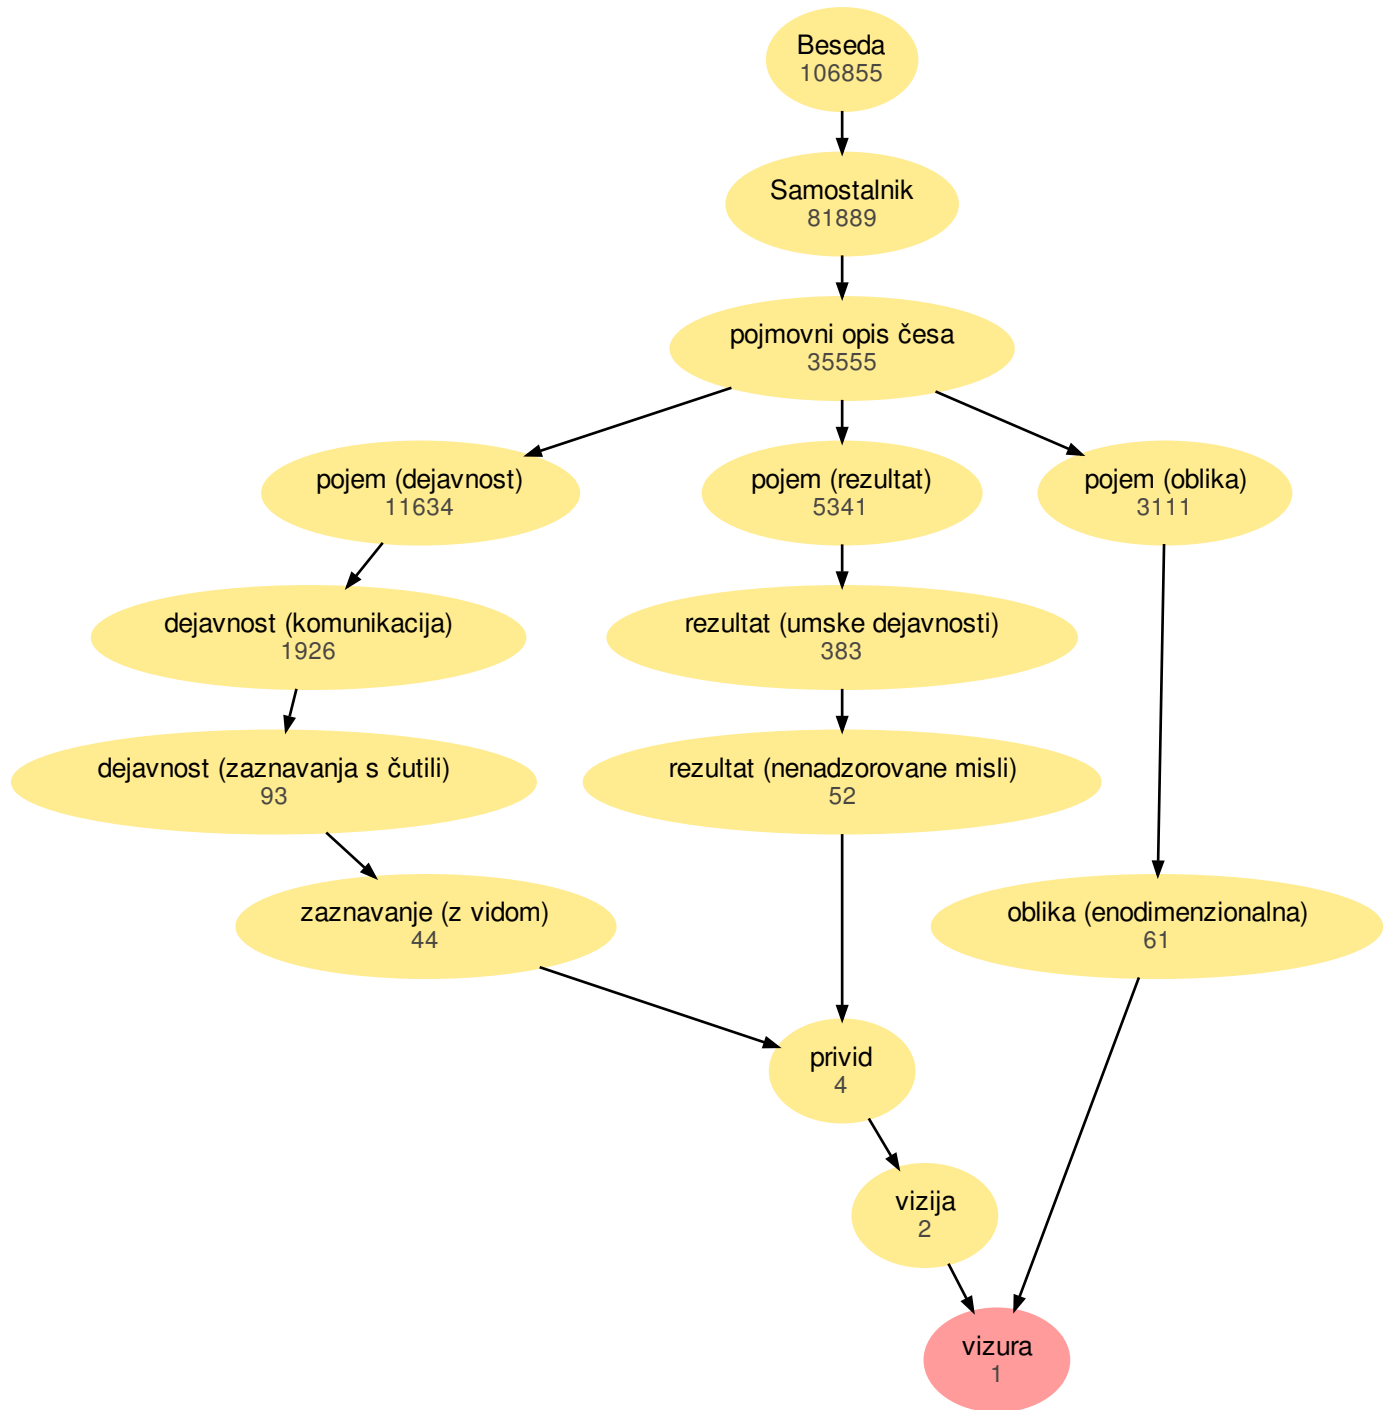 Beseda
106855
Samostalnik
81889
pojmovni opis česa
35555
pojem (dejavnost)
11634
pojem (rezultat)
5341
pojem (oblika)
3111
dejavnost (komunikacija)
1926
rezultat (umske dejavnosti)
383
dejavnost (zaznavanja s čutili)
93
rezultat (nenadzorovane misli)
52
zaznavanje (z vidom)
44
oblika (enodimenzionalna)
61
privid
4
vizija
2
vizura
1